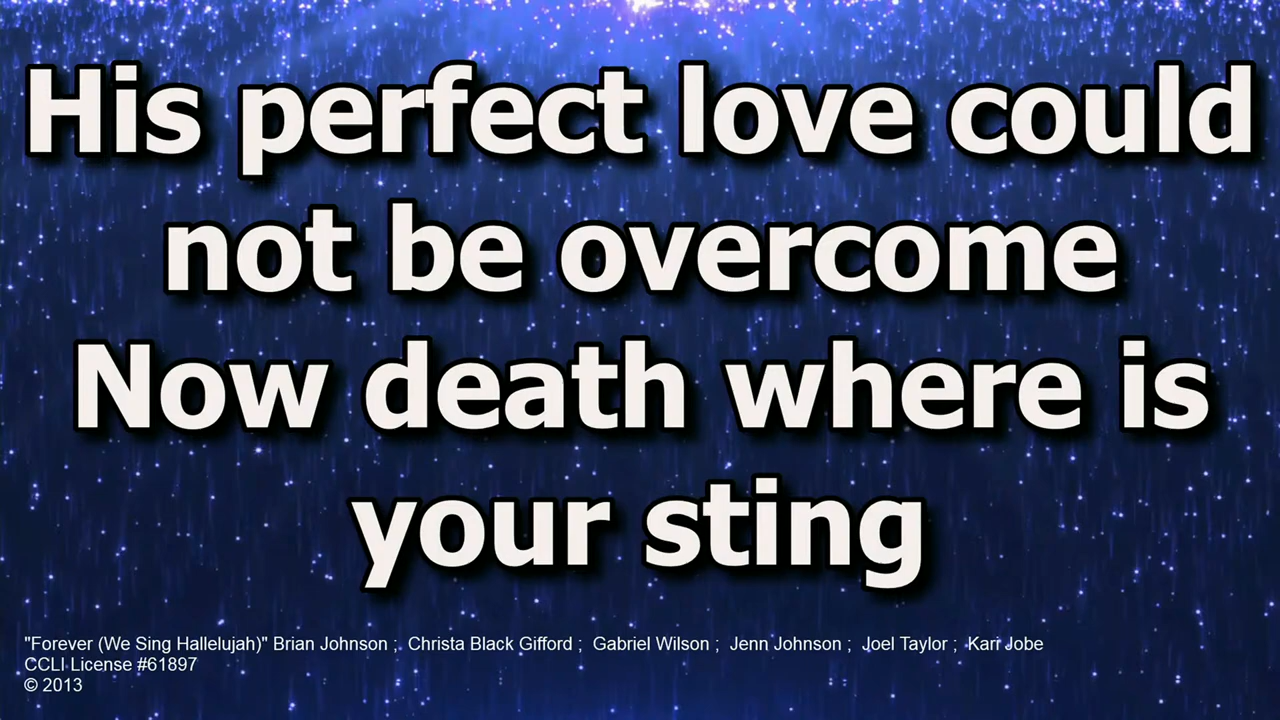 His perfect love could
not be overcome
Now death where is
your sting
"Forever (We Sing Hallelujah)" Brian Johnson ; Christa Black Gifford ; Gabriel Wilson ; Jenn Johnson ; Joel Taylor ; Kari Jobe
CCLI License #61897
© 2013